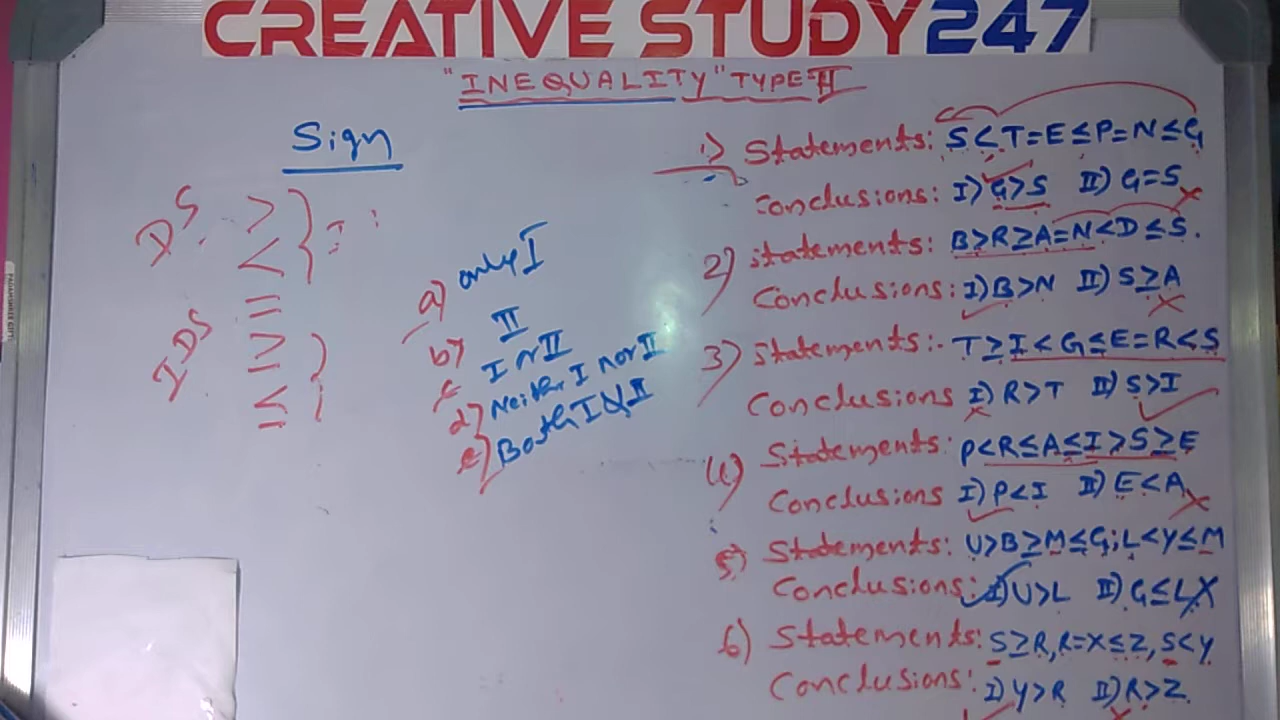 CREATIVE STUDY247
"INEQUALITY" TYPE-II
Sign
DS > < } I
IDS = ≥ ≤
a) only I
b) II
c I or II
d) Neither I nor II
e) Both I & II
1) Statements: S<T=E≤P=N≤G
Conclusions: I) G>S II) G=S
2) Statements: B>R≥A=N<D≤S.
Conclusions: I) B>N II) S≥A
3) Statements:- T≥I<G≤E=R<S
Conclusions I) R>T II) S>I
4) Statements: P<R≤A≤I>S≥E
Conclusions I) P<I II) E<A
5) Statements: U>B≥M≤G; L<Y≤M
Conclusions: I) U>L II) G≤L
6) Statements: S≥R, R=X≤Z, S<Y
Conclusions: I) Y>R II) R>Z